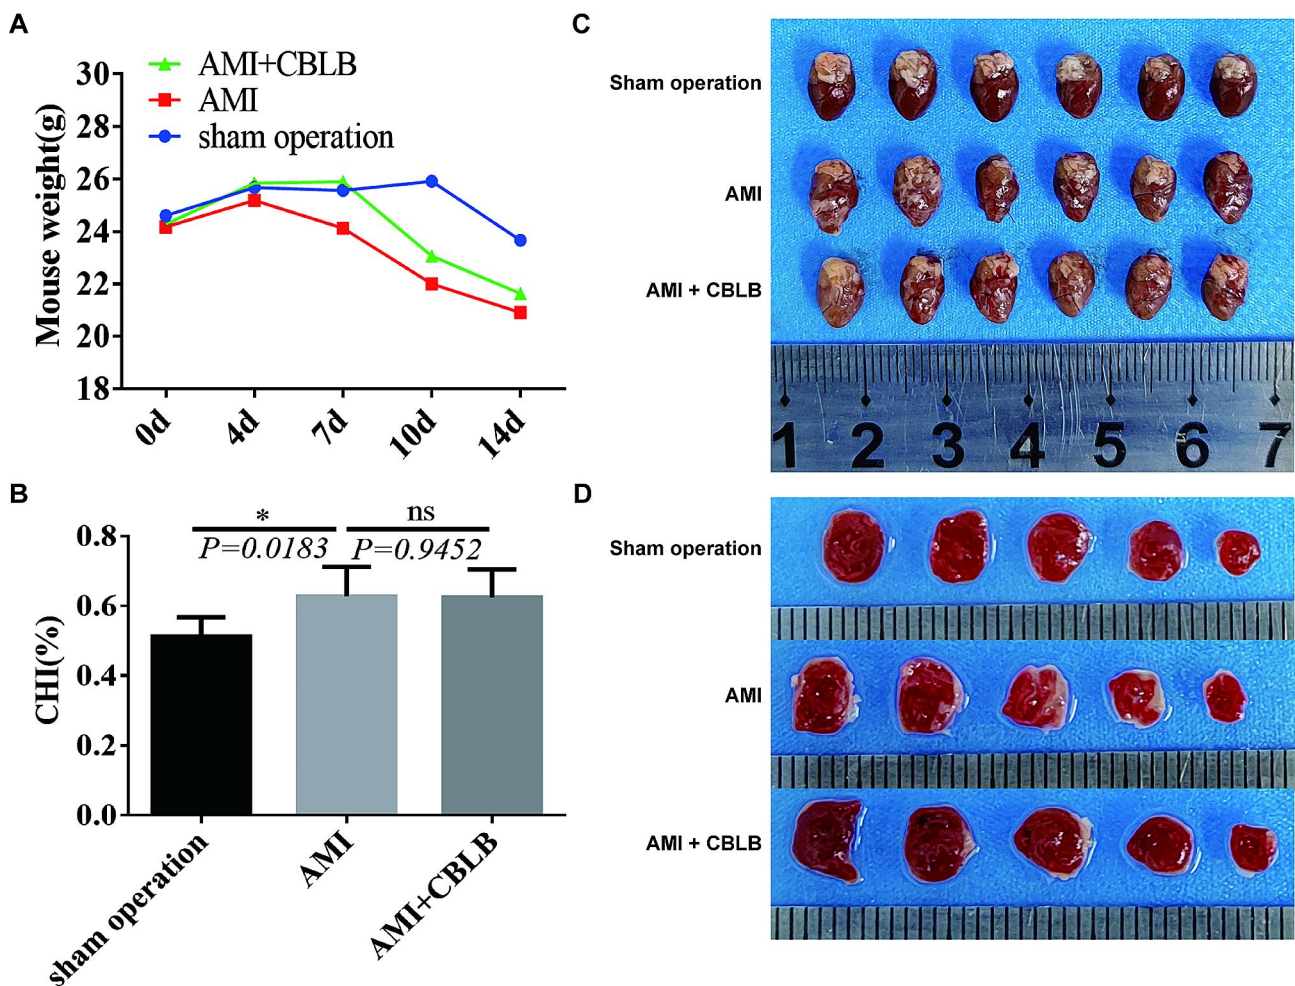 A
AMI+CBLB
AMI
sham operation
Mouse weight(g)
30
28
26
24
22
20
18
0d
4d
7d
10d
14d
B
*
ns
P=0.0183
P=0.9452
CHI(%)
0.8
0.6
0.4
0.2
0.0
sham operation
AMI
AMI+CBLB
C
Sham operation
AMI
AMI + CBLB
1 2 3 4 5 6 7
D
Sham operation
AMI
AMI + CBLB